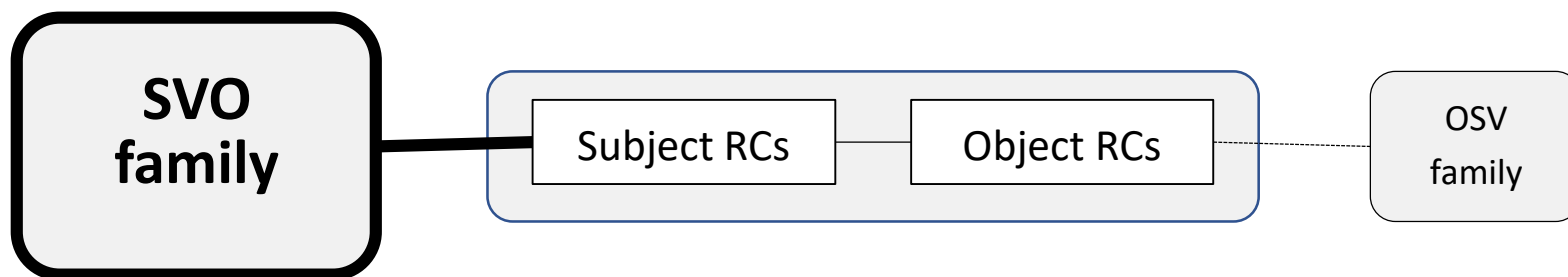 SVO
family
Subject RCs
Object RCs
OSV
family